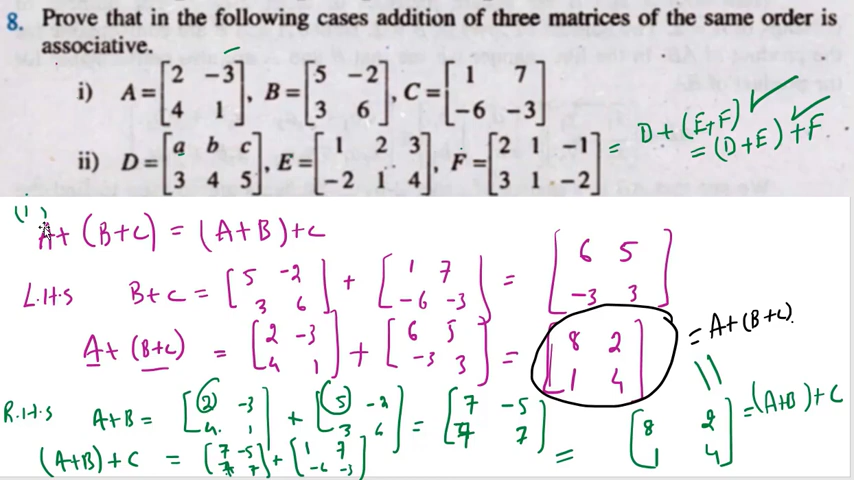 8. Prove that in the following cases addition of three matrices of the same order is
associative.
i) A = [2 −3 4 1], B = [5 −2 3 6], C = [1 7 −6 −3]
ii) D = [a b c 3 4 5], E = [1 2 3 −2 1 4], F = [2 1 −1 3 1 −2] = D+(E+F)
= (D+E)+F
(1)
A+ (B+C) = (A+B)+C
L.H.S B+C = [5 -2 3 6] + [1 7 -6 -3] = [6 5 -3 3]
A + (B+C) = [2 -3 4 1] + [6 5 -3 3] = [8 2 1 4] = A+(B+C).
R.H.S A+B = [2 -3 4 1] + [5 -2 3 6] = [7 -5 7 7]
(A+B)+C = [7 -5 7 7] + [1 7 -6 -3] = [8 2 1 4] = (A+B)+C